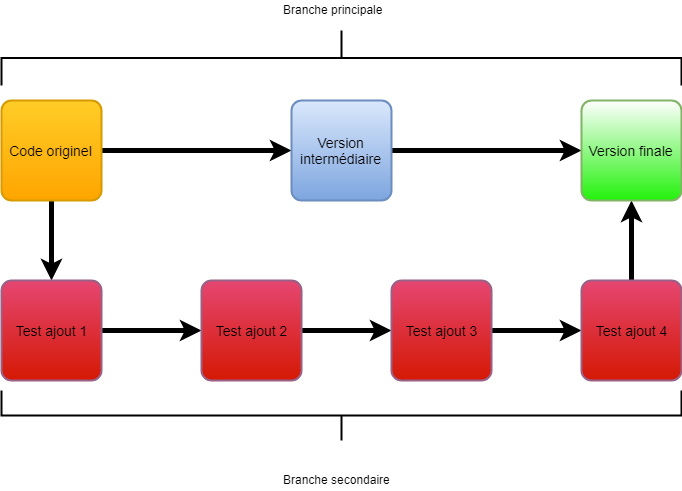 Branche principale
Code originel
Version
intermédiaire
Version finale
Test ajout 1
Test ajout 2
Test ajout 3
Test ajout 4
Branche secondaire